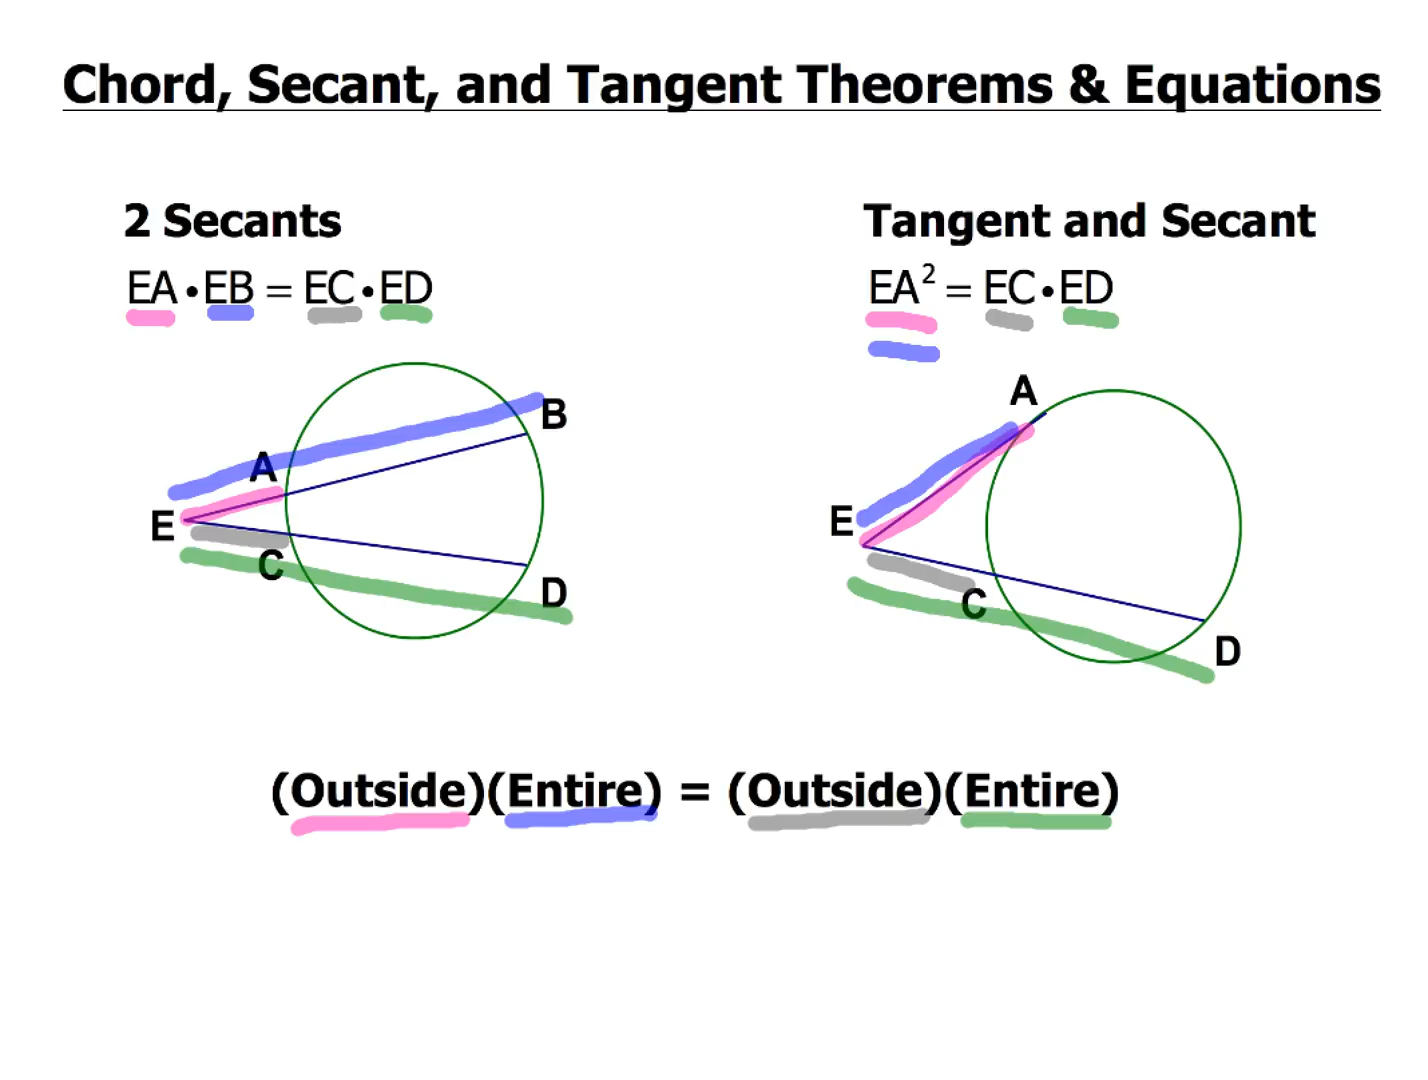 Chord, Secant, and Tangent Theorems & Equations
2 Secants
EA•EB = EC•ED
B
A
E
C
D
Tangent and Secant
EA² = EC•ED
A
E
C
D
(Outside)(Entire) = (Outside)(Entire)